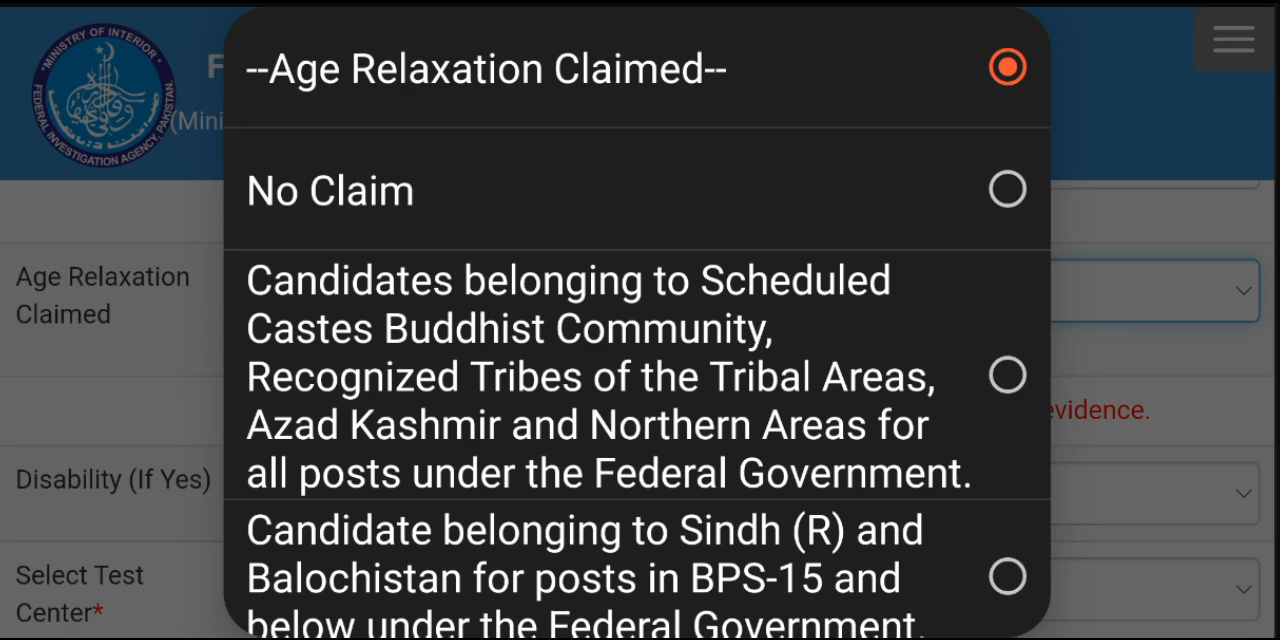 MINISTRY OF INTERIOR
FEDERAL INVESTIGATION AGENCY, PAKISTAN.
F
(Mini
--Age Relaxation Claimed--
No Claim
Candidates belonging to Scheduled
Castes Buddhist Community,
Recognized Tribes of the Tribal Areas,
Azad Kashmir and Northern Areas for
all posts under the Federal Government.
Candidate belonging to Sindh (R) and
Balochistan for posts in BPS-15 and
below under the Federal Government.
Age Relaxation
Claimed
evidence.
Disability (If Yes)
Select Test
Center*